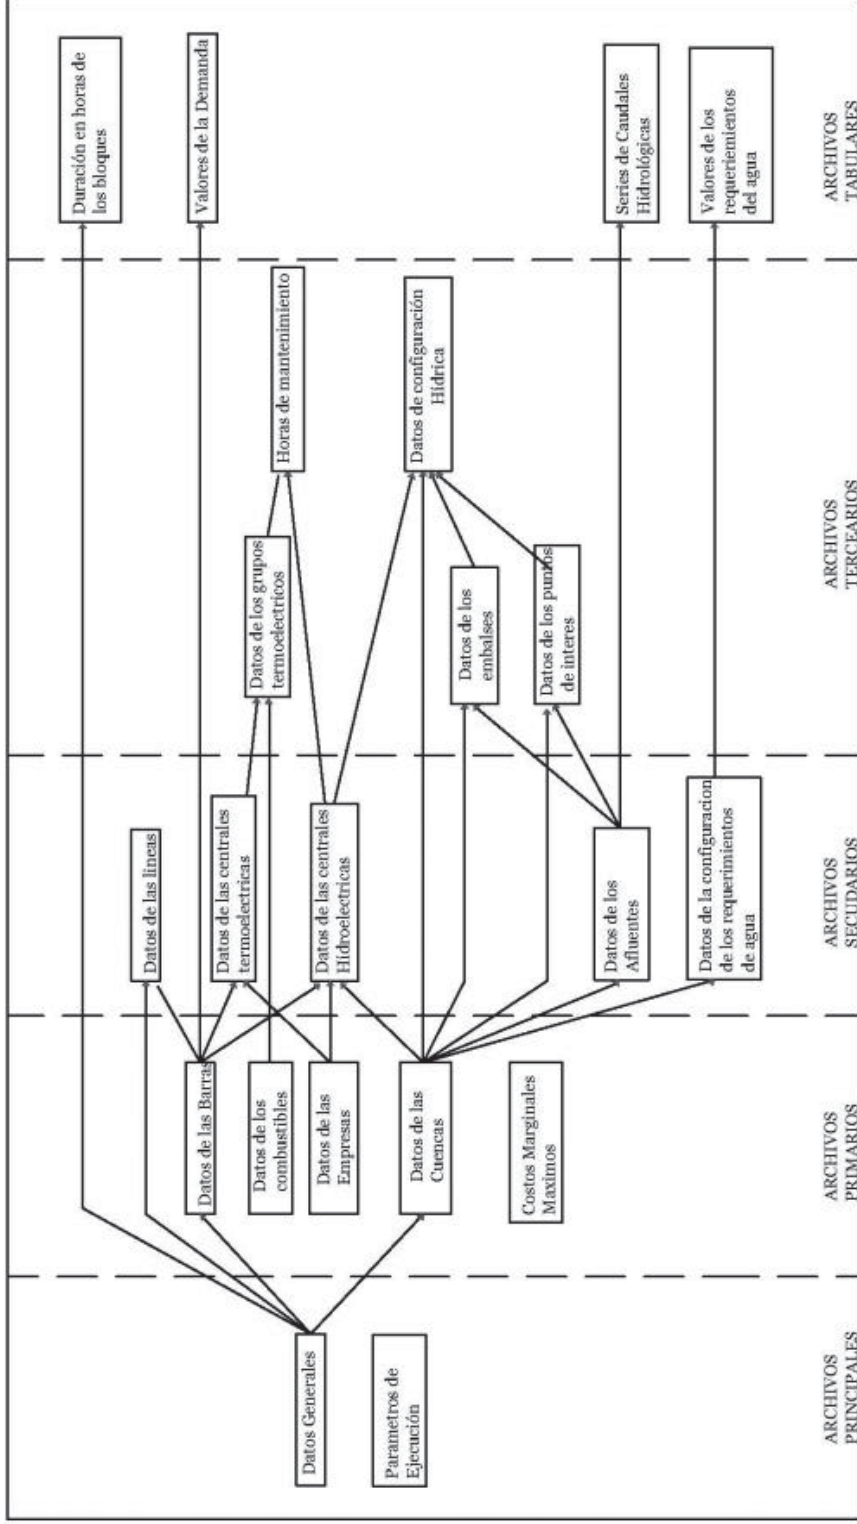 Datos Generales
Parametros de
Ejecución
ARCHIVOS
PRINCIPALES
Datos de las Barras
Datos de los
combustibles
Datos de las
Empresas
Datos de las
Cuencas
Costos Marginales
Maximos
ARCHIVOS
PRIMARIOS
Datos de las lineas
Datos de las centrales
termoelectricas
Datos de las centrales
Hidroelectricas
Datos de los
Afluentes
Datos de la configuracion
de los requerimientos
de agua
ARCHIVOS
SECUDARIOS
Datos de los grupos
termoelectricos
Horas de mantenimiento
Datos de configuración
Hídrica
Datos de los
embalses
Datos de los puntos
de interes
ARCHIVOS
TERCEARIOS
Duración en horas de
los bloques
Valores de la Demanda
Series de Caudales
Hidrológicas
Valores de los
requeriemientos
del agua
ARCHIVOS
TABULARES